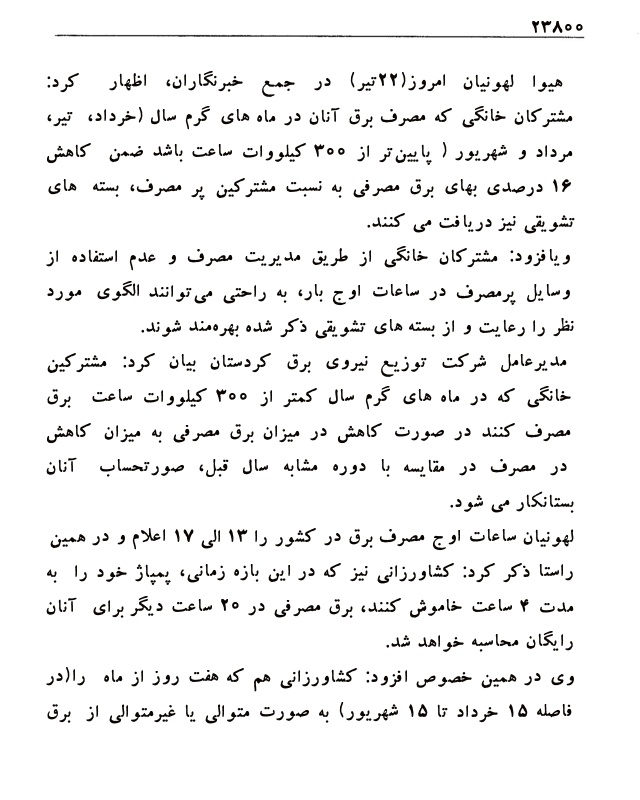 ۲۳۸۰۰
هیوا لهونیان امروز(۲۲تیر) در جمع خبرنگاران، اظهار کرد:
مشترکان خانگی که مصرف برق آنان در ماه های گرم سال (خرداد، تیر،
مرداد و شهریور ( پایین‌تر از ۳۰۰ کیلووات ساعت باشد ضمن کاهش
۱۶ درصدی بهای برق مصرفی به نسبت مشترکین پر مصرف، بسته های
تشویقی نیز دریافت می کنند.
ویافزود: مشترکان خانگی از طریق مدیریت مصرف و عدم استفاده از
وسایل پرمصرف در ساعات اوج بار، به راحتی می‌توانند الگوی مورد
نظر را رعایت و از بسته های تشویقی ذکر شده بهره‌مند شوند.
مدیرعامل شرکت توزیع نیروی برق کردستان بیان کرد: مشترکین
خانگی که در ماه های گرم سال کمتر از ۳۰۰ کیلووات ساعت برق
مصرف کنند در صورت کاهش در میزان برق مصرفی به میزان کاهش
در مصرف در مقایسه با دوره مشابه سال قبل، صورتحساب آنان
بستانکار می شود.
لهونیان ساعات اوج مصرف برق در کشور را ۱۳ الی ۱۷ اعلام و در همین
راستا ذکر کرد: کشاورزانی نیز که در این بازه زمانی، پمپاژ خود را به
مدت ۴ ساعت خاموش کنند، برق مصرفی در ۲۰ ساعت دیگر برای آنان
رایگان محاسبه خواهد شد.
وی در همین خصوص افزود: کشاورزانی هم که هفت روز از ماه را(در
فاصله ۱۵ خرداد تا ۱۵ شهریور) به صورت متوالی یا غیرمتوالی از برق